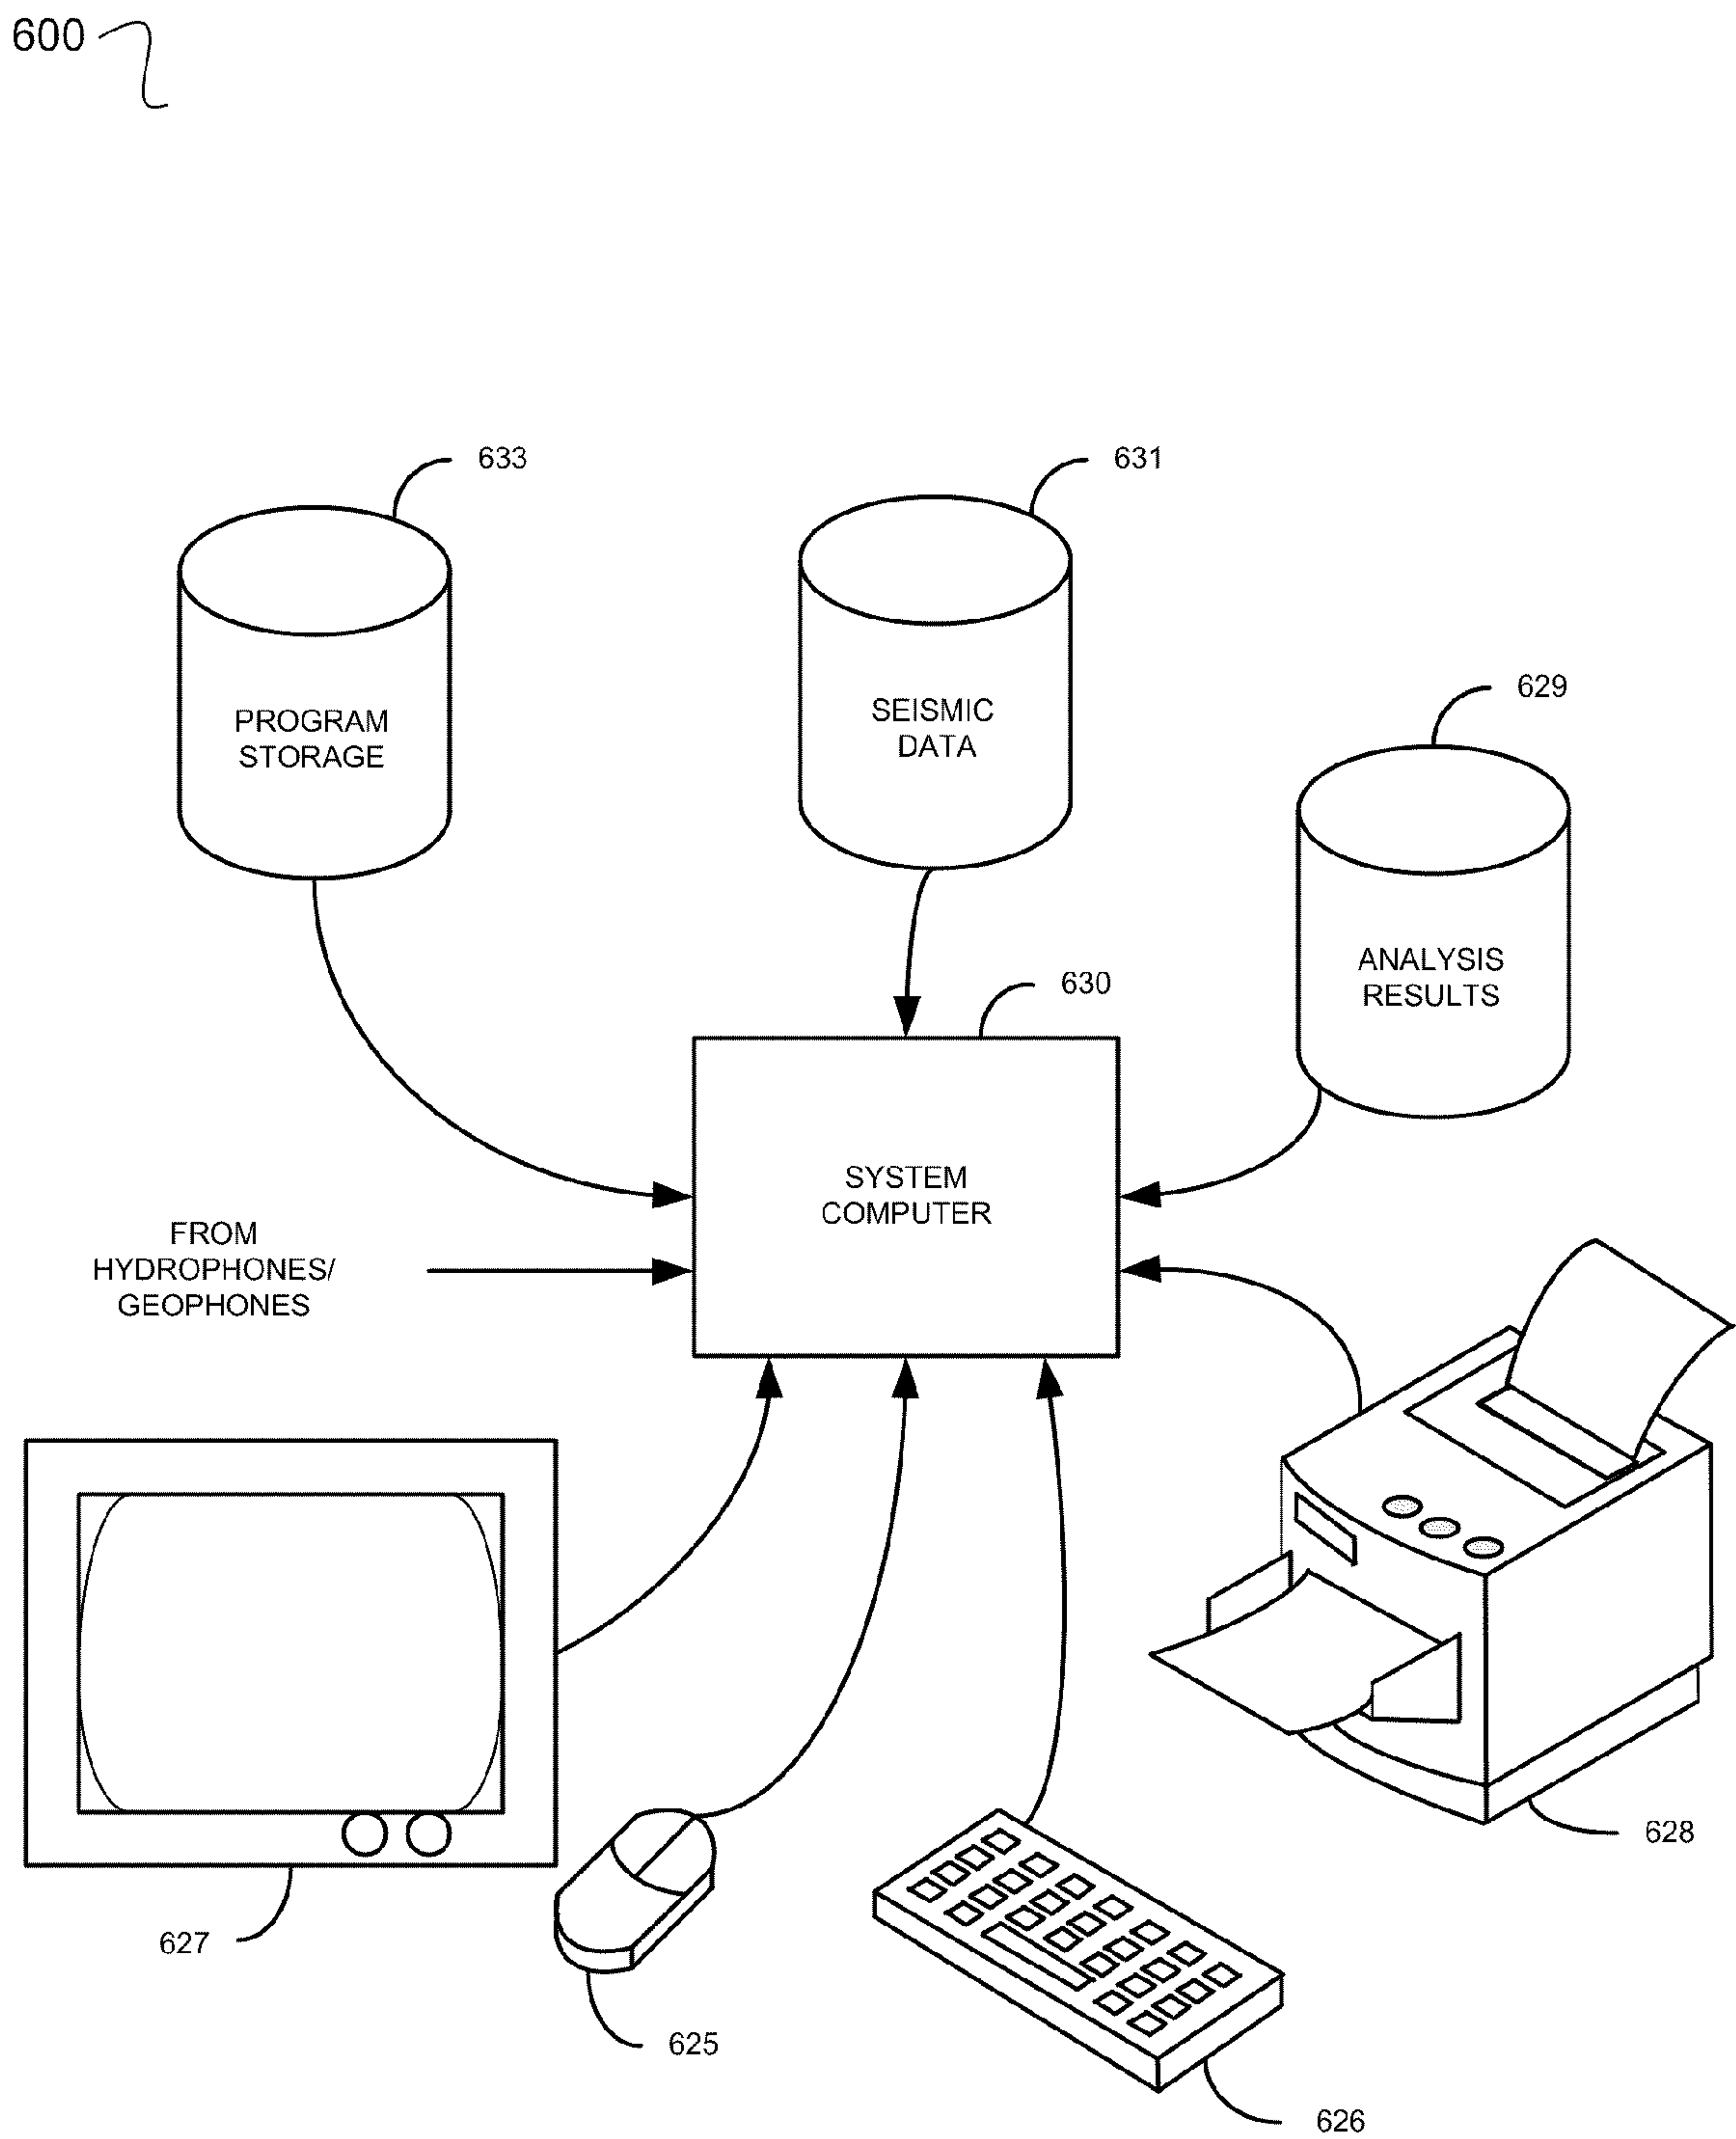 600
633
631
629
PROGRAM
STORAGE
SEISMIC
DATA
ANALYSIS
RESULTS
630
SYSTEM
COMPUTER
FROM
HYDROPHONES/
GEOPHONES
628
627
625
626